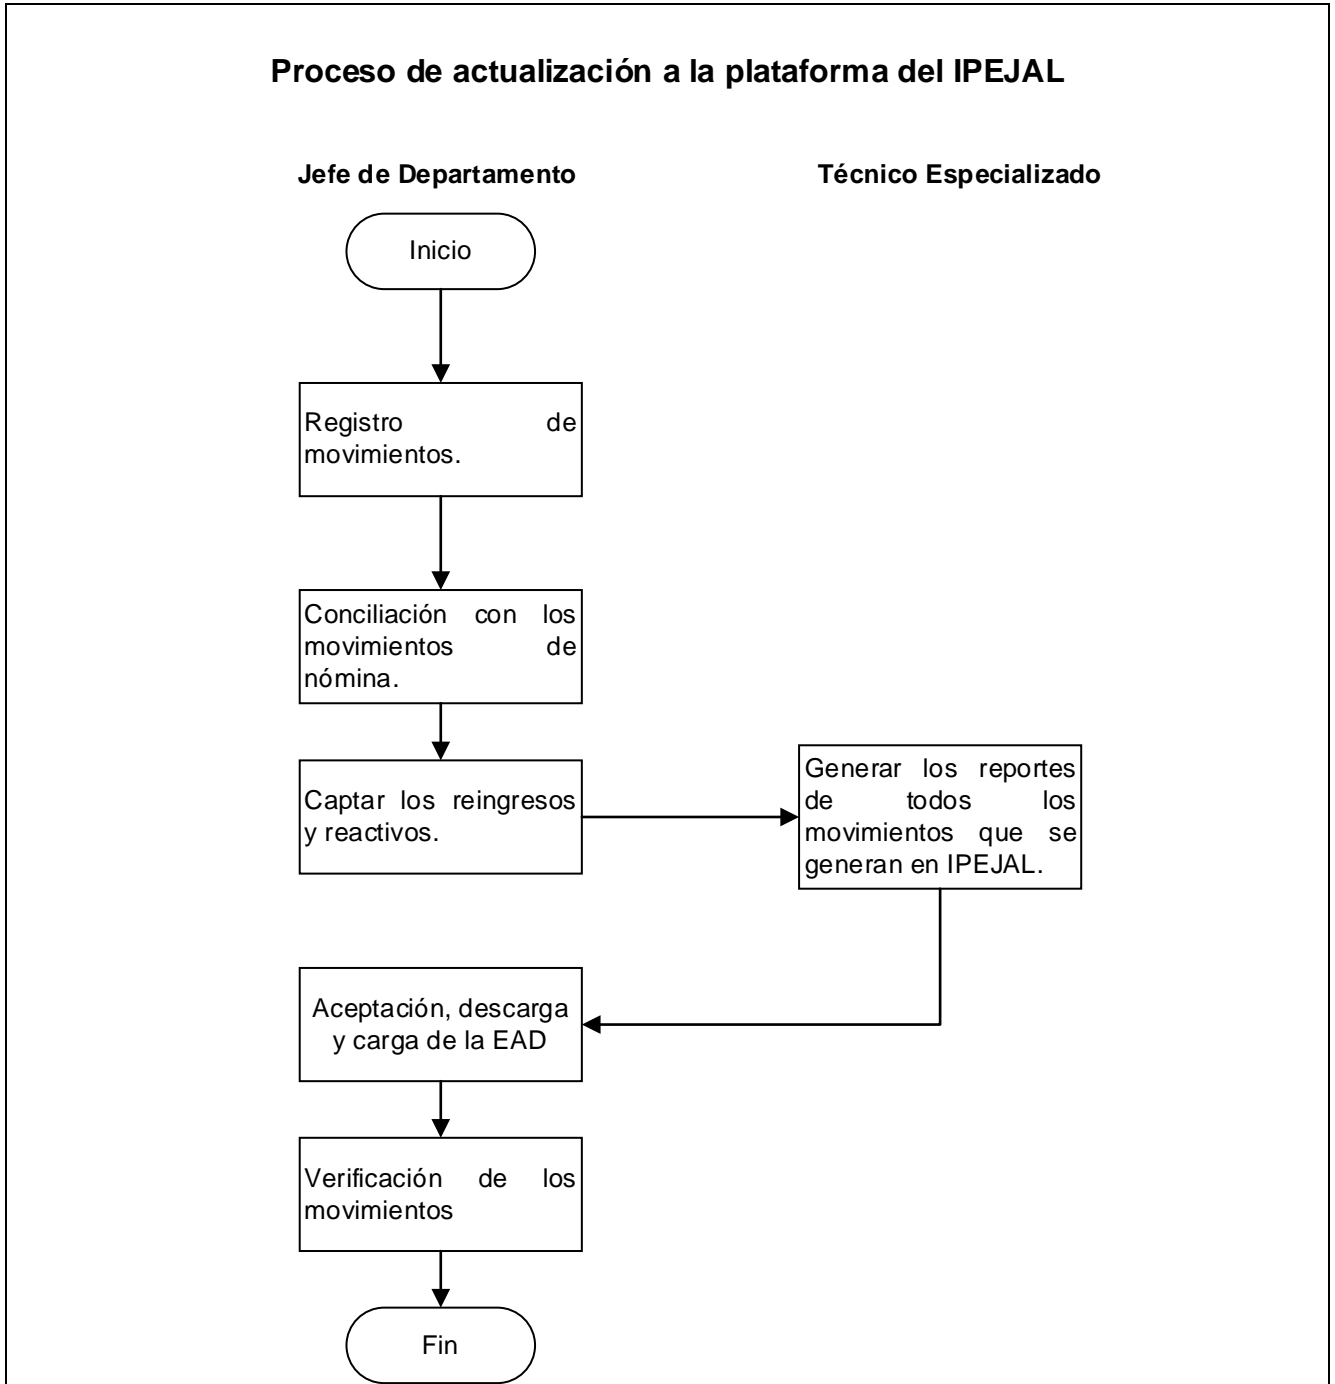 Proceso de actualización a la plataforma del IPEJAL
Jefe de Departamento
Técnico Especializado
Inicio
Registro de
movimientos.
Conciliación con los
movimientos de
nómina.
Captar los reingresos
y reactivos.
Generar los reportes
de todos los
movimientos que se
generan en IPEJAL.
Aceptación, descarga
y carga de la EAD
Verificación de los
movimientos
Fin